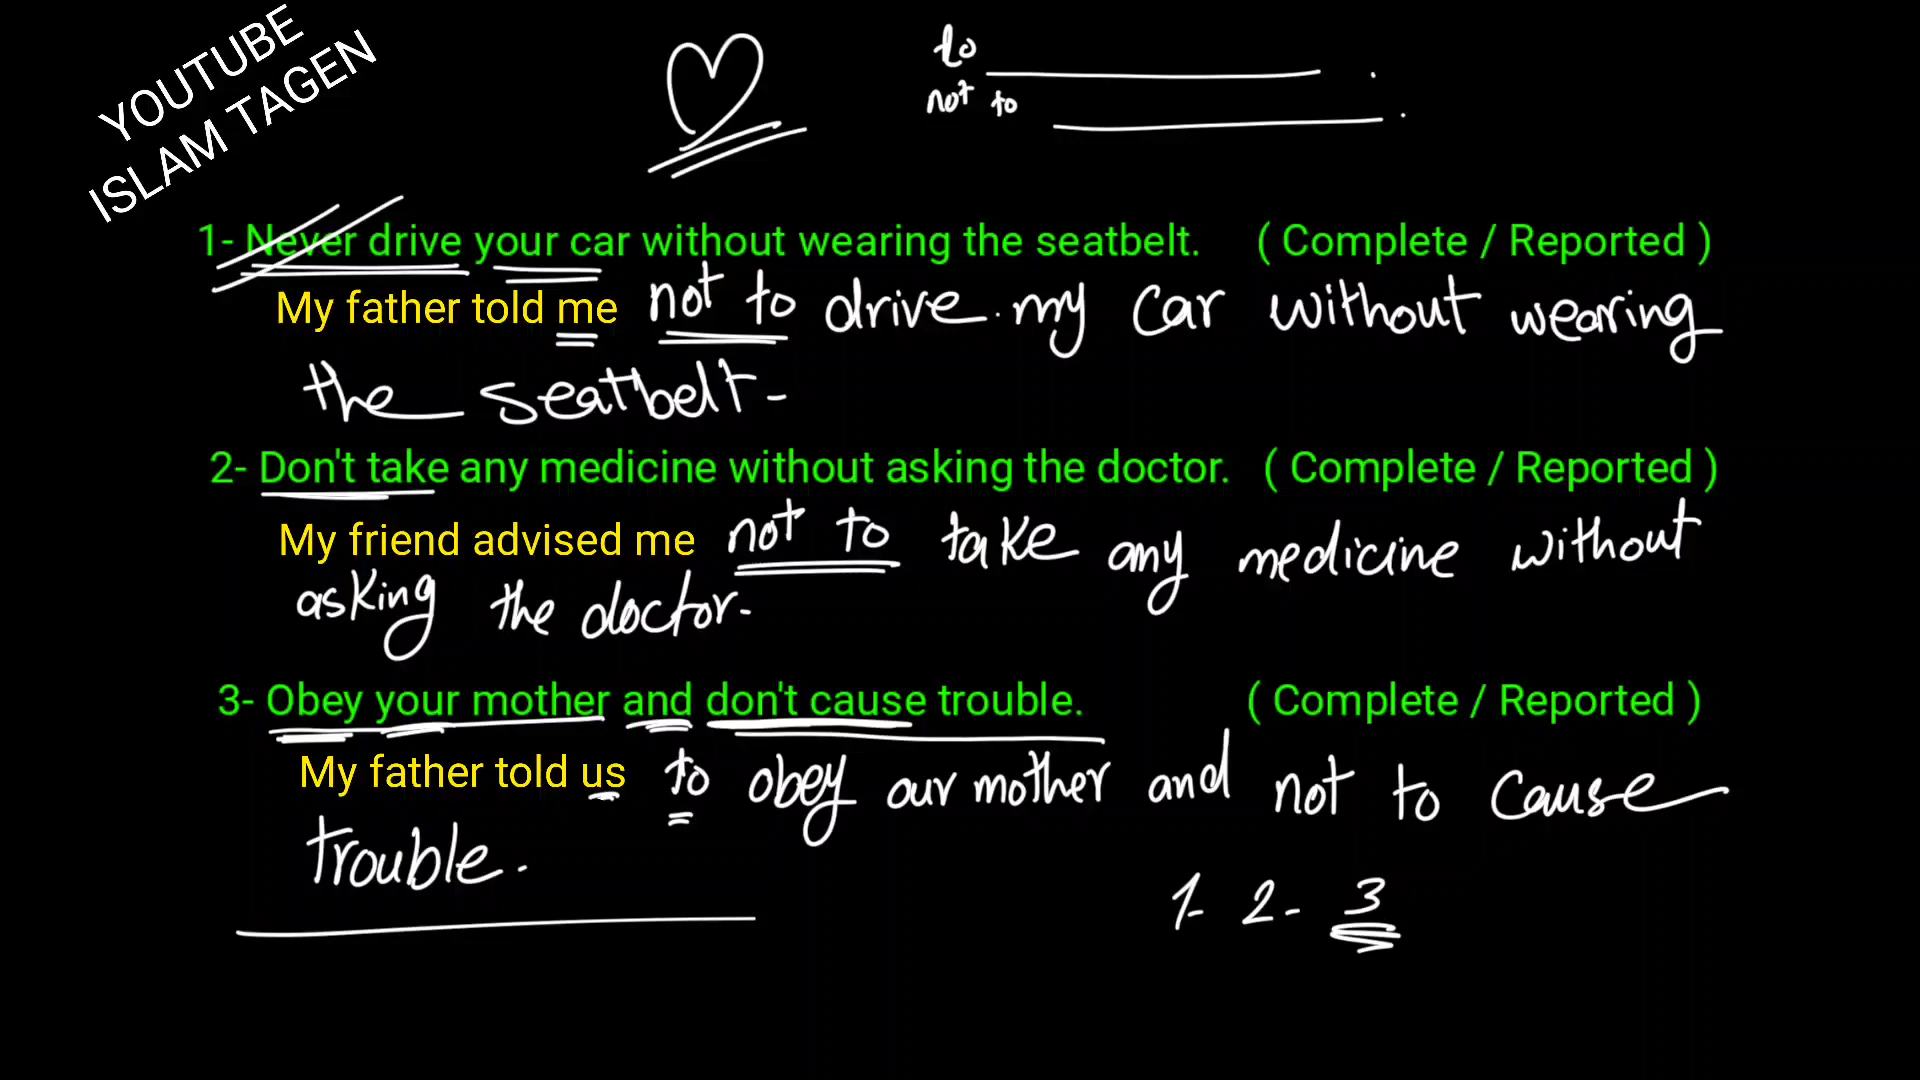 YOUTUBE
ISLAM TAGEN
to .
not to .
1- Never drive your car without wearing the seatbelt. ( Complete / Reported )
My father told me not to drive my car without wearing
the seatbelt-
2- Don't take any medicine without asking the doctor. ( Complete / Reported )
My friend advised me not to take any medicine without
asking the doctor-
3- Obey your mother and don't cause trouble. ( Complete / Reported )
My father told us to obey our mother and not to cause
trouble.
1- 2- 3